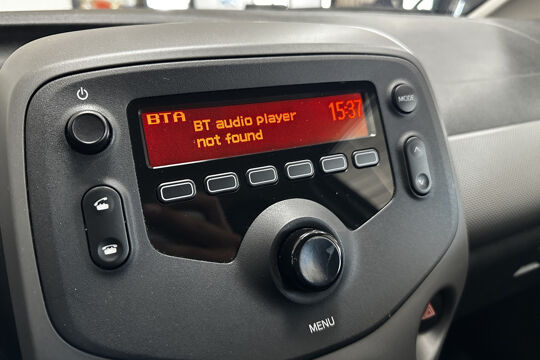 BTA
BT audio player
not found
15:37
MODE
MENU